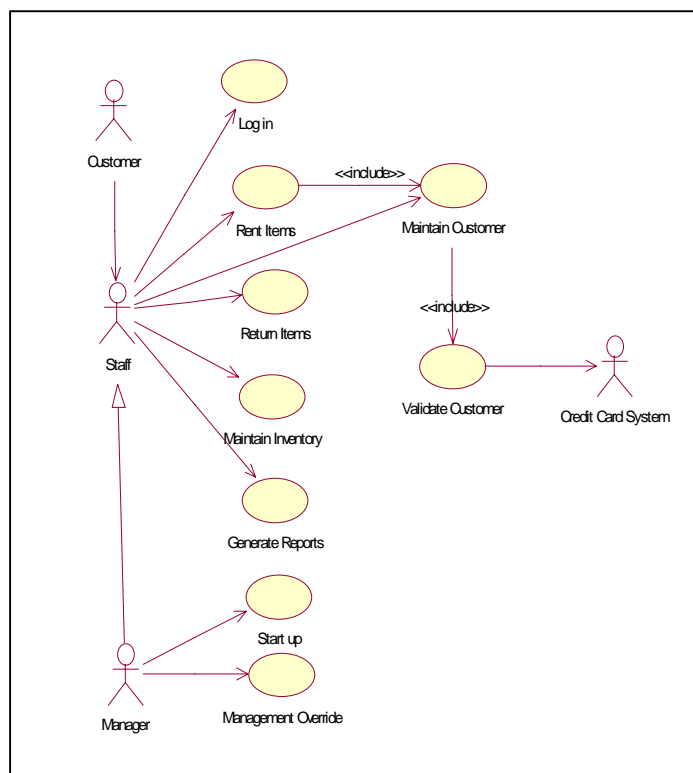 Log in
Customer
<<include>>
Rent Items
Maintain Customer
<<include>>
Return Items
Staff
Validate Customer
Credit Card System
Maintain Inventory
Generate Reports
Start up
Manager
Management Override